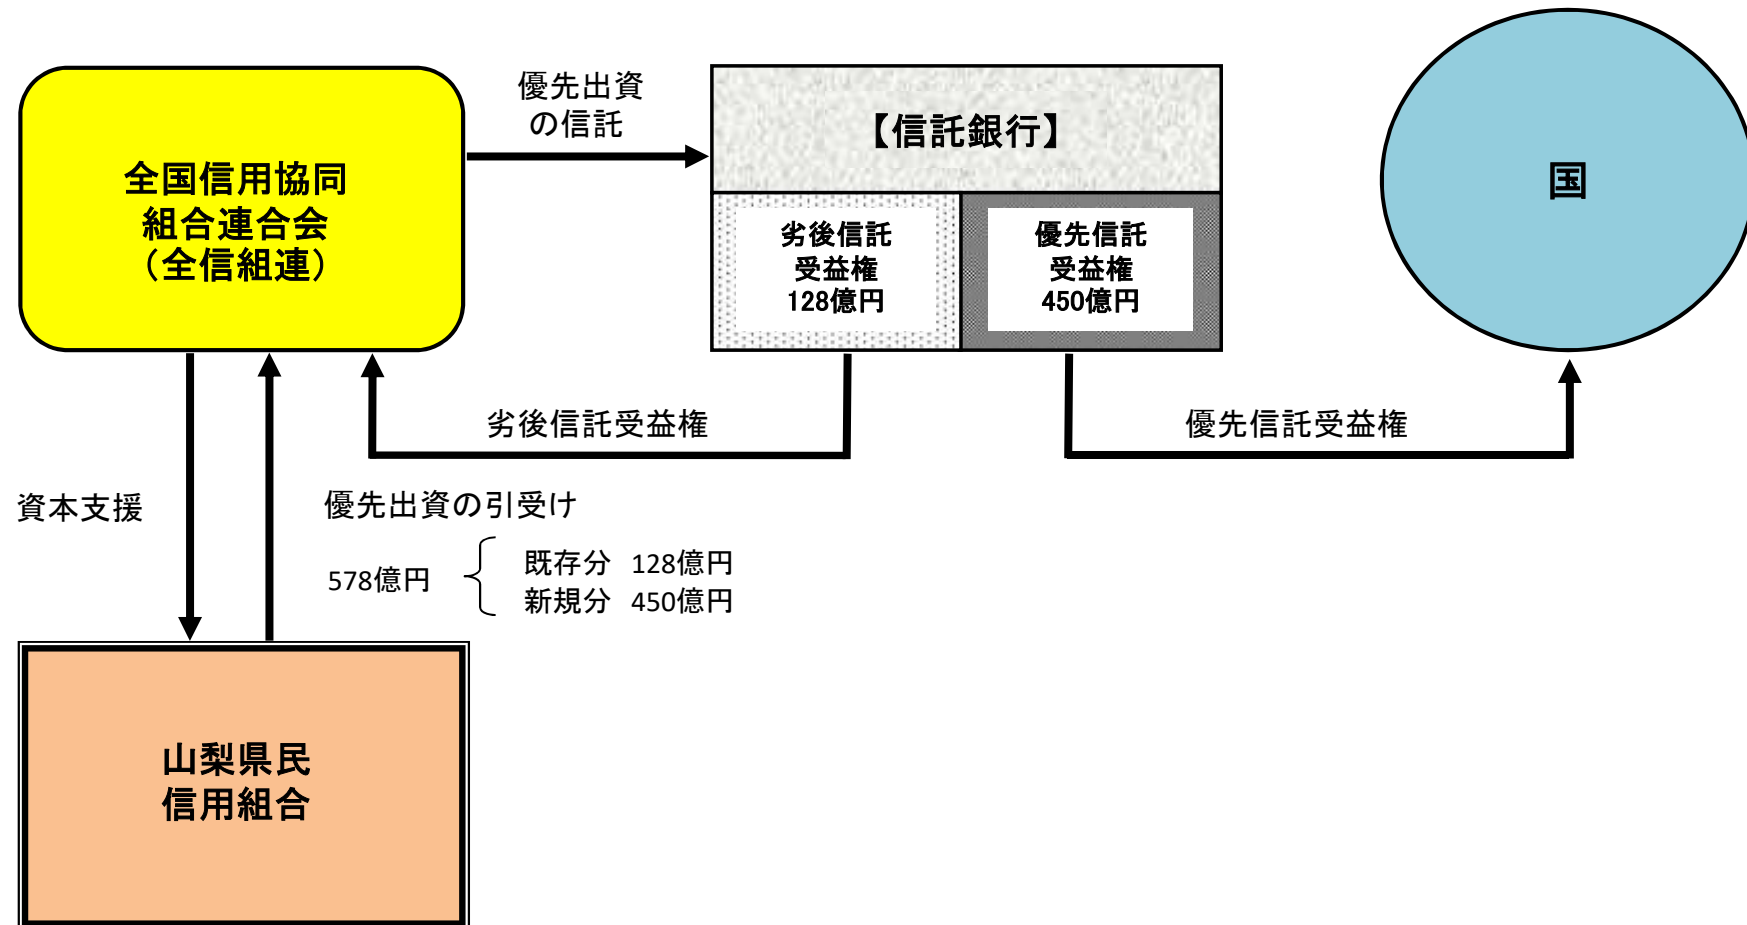 全国信用協同
組合連合会
（全信組連）
優先出資
の信託
【信託銀行】
劣後信託
受益権
128億円
優先信託
受益権
450億円
国
劣後信託受益権
優先信託受益権
資本支援
優先出資の引受け
578億円
既存分 128億円
新規分 450億円
山梨県民
信用組合